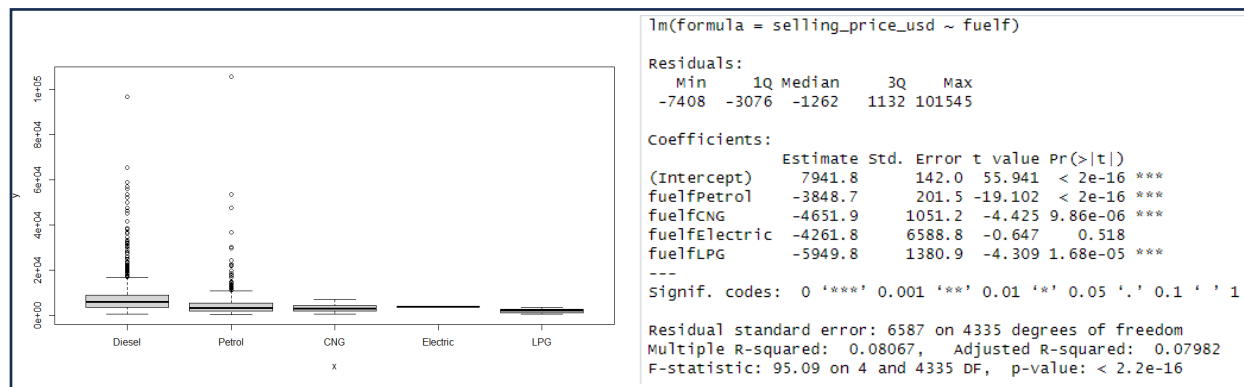 1e+05
8e+04
6e+04
y
4e+04
2e+04
0e+00
Diesel Petrol CNG Electric LPG
x
lm(formula = selling_price_usd ~ fuelf)
Residuals:
Min 1Q Median 3Q Max
-7408 -3076 -1262 1132 101545
Coefficients:
Estimate Std. Error t value Pr(>|t|)
(Intercept) 7941.8 142.0 55.941 < 2e-16 ***
fuelfPetrol -3848.7 201.5 -19.102 < 2e-16 ***
fuelfCNG -4651.9 1051.2 -4.425 9.86e-06 ***
fuelfElectric -4261.8 6588.8 -0.647 0.518
fuelfLPG -5949.8 1380.9 -4.309 1.68e-05 ***
---
Signif. codes: 0 ‘***’ 0.001 ‘**’ 0.01 ‘*’ 0.05 ‘.’ 0.1 ‘ ’ 1
Residual standard error: 6587 on 4335 degrees of freedom
Multiple R-squared: 0.08067, Adjusted R-squared: 0.07982
F-statistic: 95.09 on 4 and 4335 DF, p-value: < 2.2e-16